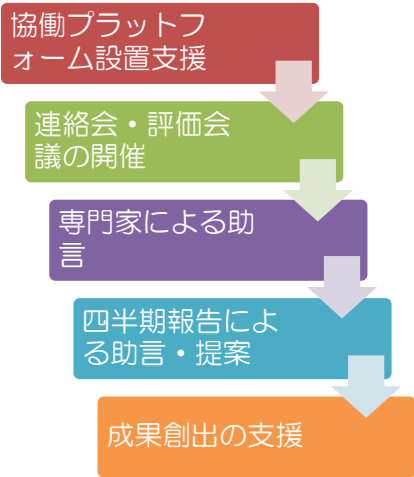 協働プラットフ
ォーム設置支援
連絡会・評価会
議の開催
専門家による助
言
四半期報告によ
る助言・提案
成果創出の支援